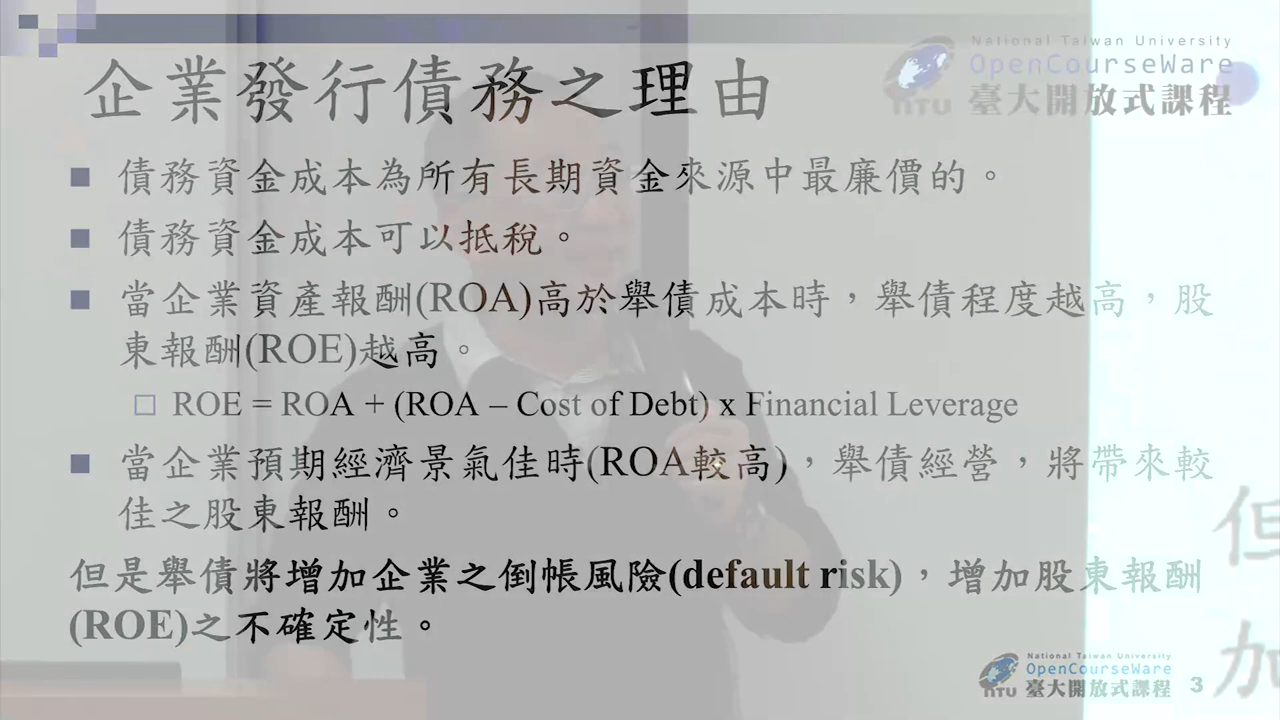 企業發行債務之理由
National Taiwan University
OpenCourseWare
NTU 臺大開放式課程
債務資金成本為所有長期資金來源中最廉價的。
債務資金成本可以抵稅。
當企業資產報酬(ROA)高於舉債成本時，舉債程度越高，股
東報酬(ROE)越高。
ROE = ROA + (ROA – Cost of Debt) x Financial Leverage
當企業預期經濟景氣佳時(ROA較高)，舉債經營，將帶來較
佳之股東報酬。
但是舉債將增加企業之倒帳風險(default risk)，增加股東報酬
(ROE)之不確定性。
但
加
National Taiwan University
OpenCourseWare
NTU 臺大開放式課程
3